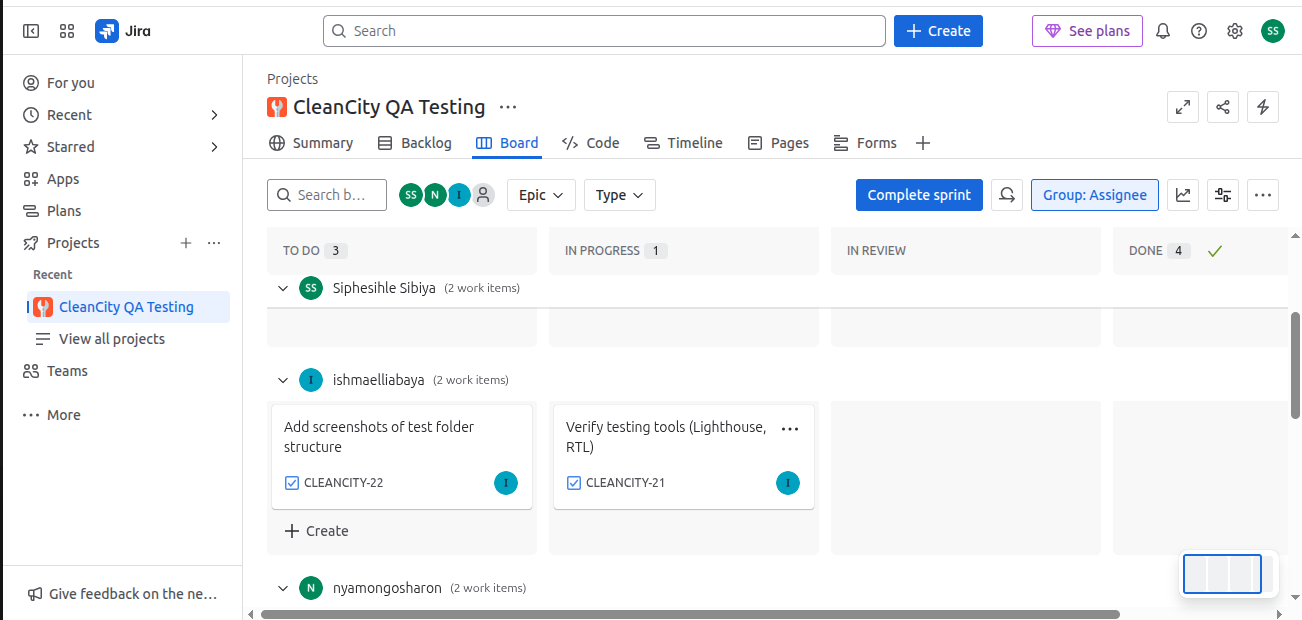 Jira
Search
Create
See plans
SS
For you
Recent
Starred
Apps
Plans
Projects
Recent
CleanCity QA Testing
View all projects
Teams
More
Give feedback on the ne...
Projects
CleanCity QA Testing
Summary
Backlog
Board
Code
Timeline
Pages
Forms
Search b...
SS
N
I
Epic
Type
Complete sprint
Group: Assignee
TO DO 3
IN PROGRESS 1
IN REVIEW
DONE 4
SS Siphesihle Sibiya (2 work items)
I ishmaelliabaya (2 work items)
Add screenshots of test folder
structure
CLEANCITY-22
I
Create
Verify testing tools (Lighthouse,
RTL)
CLEANCITY-21
I
N nyamongosharon (2 work items)